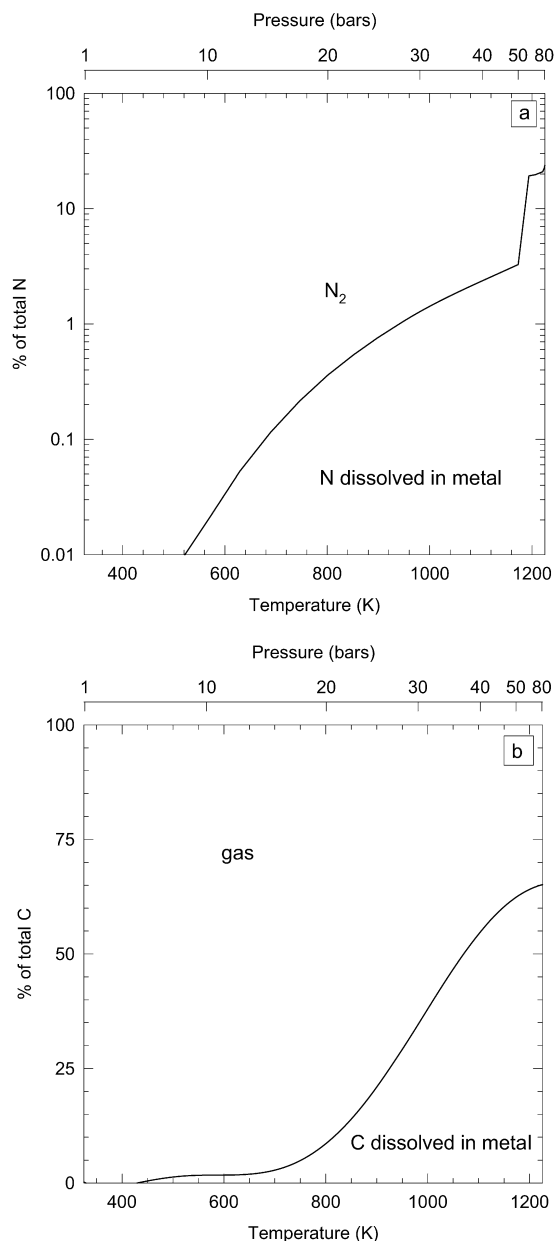 Pressure (bars)
1 10 20 30 40 50 80
a
100
10
1
0.1
0.01
% of total N
N₂
N dissolved in metal
400 600 800 1000 1200
Temperature (K)
Pressure (bars)
1 10 20 30 40 50 80
b
100
75
50
25
0
% of total C
gas
C dissolved in metal
400 600 800 1000 1200
Temperature (K)